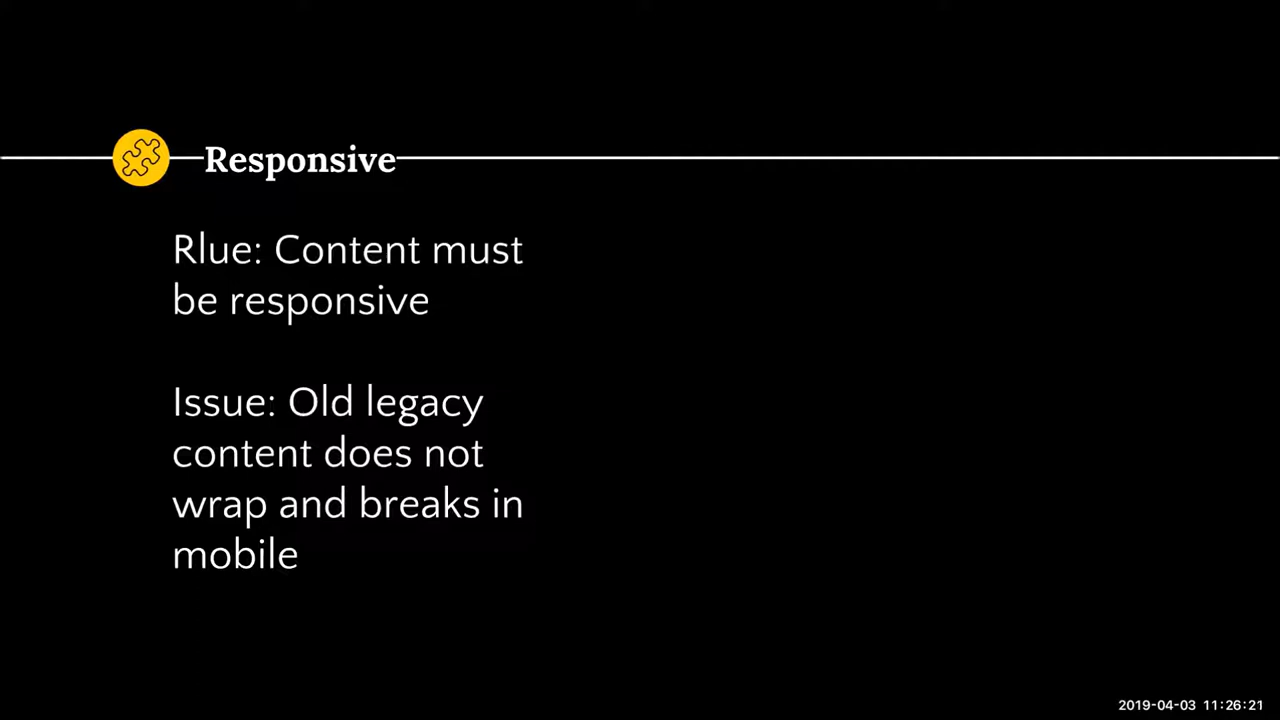 Responsive
Rlue: Content must
be responsive
Issue: Old legacy
content does not
wrap and breaks in
mobile
2019-04-03 11:26:21